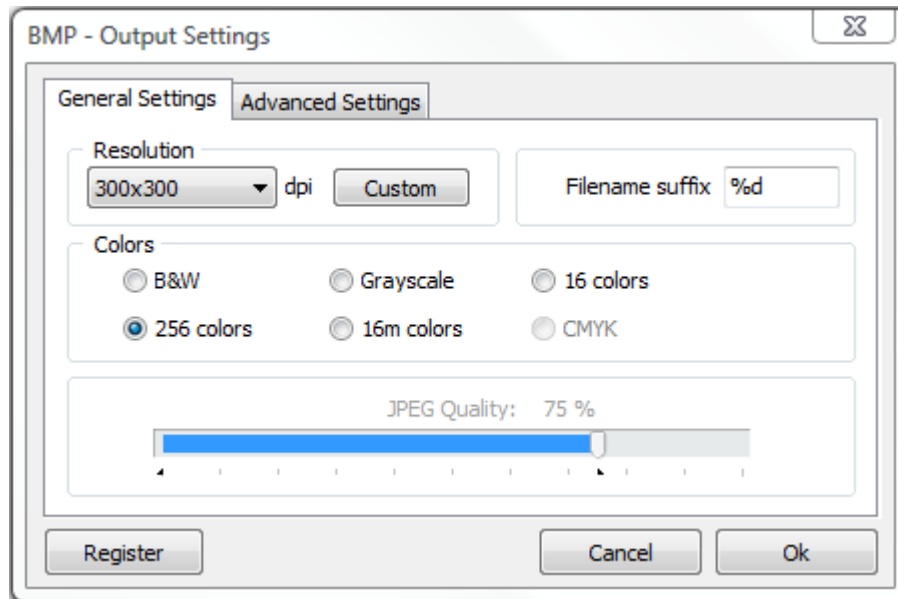 BMP - Output Settings
General Settings Advanced Settings
Resolution
300x300 dpi Custom Filename suffix %d
Colors
B&W Grayscale 16 colors
256 colors 16m colors CMYK
JPEG Quality: 75 %
Register Cancel Ok